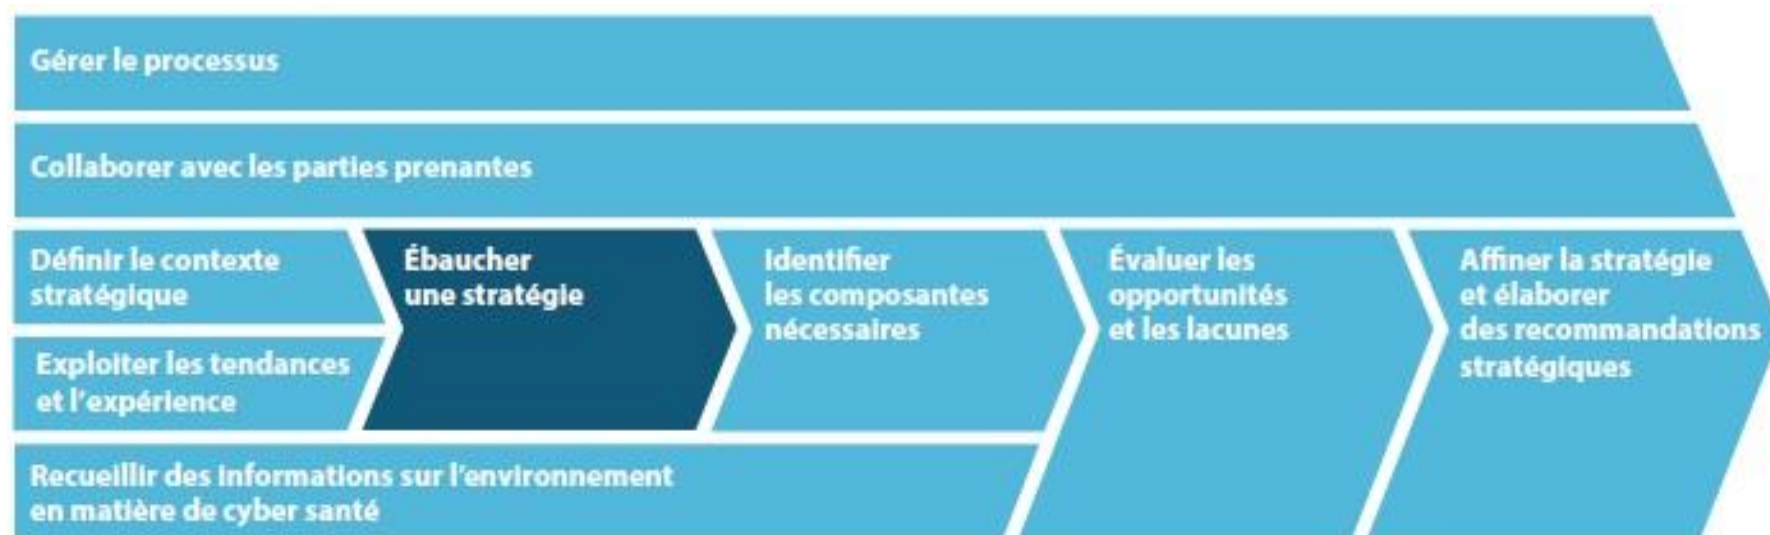 Gérer le processus
Collaborer avec les parties prenantes
Définir le contexte
stratégique
Exploiter les tendances
et l'expérience
Ébaucher
une stratégie
Identifier
les composantes
nécessaires
Évaluer les
opportunités
et les lacunes
Affiner la stratégie
et élaborer
des recommandations
stratégiques
Recueillir des informations sur l'environnement
en matière de cyber santé